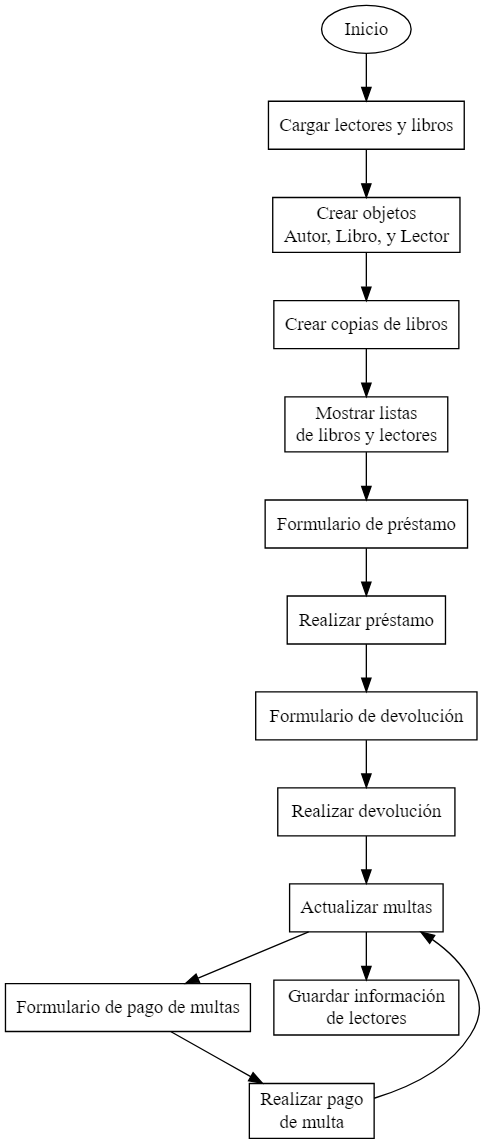 Inicio
Cargar lectores y libros
Crear objetos
Autor, Libro, y Lector
Crear copias de libros
Mostrar listas
de libros y lectores
Formulario de préstamo
Realizar préstamo
Formulario de devolución
Realizar devolución
Actualizar multas
Formulario de pago de multas
Guardar información
de lectores
Realizar pago
de multa